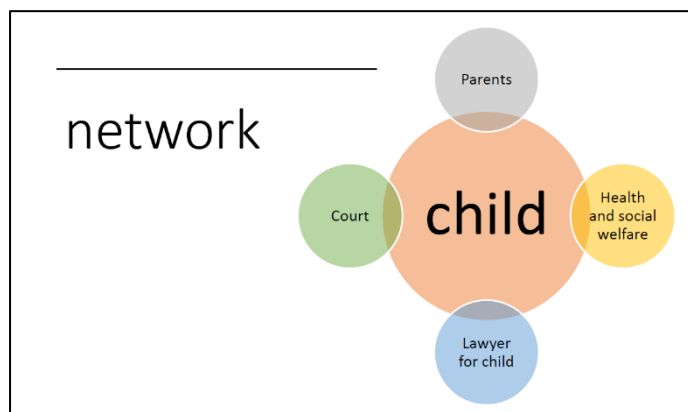 network
Parents
Court
child
Health
and social
welfare
Lawyer
for child